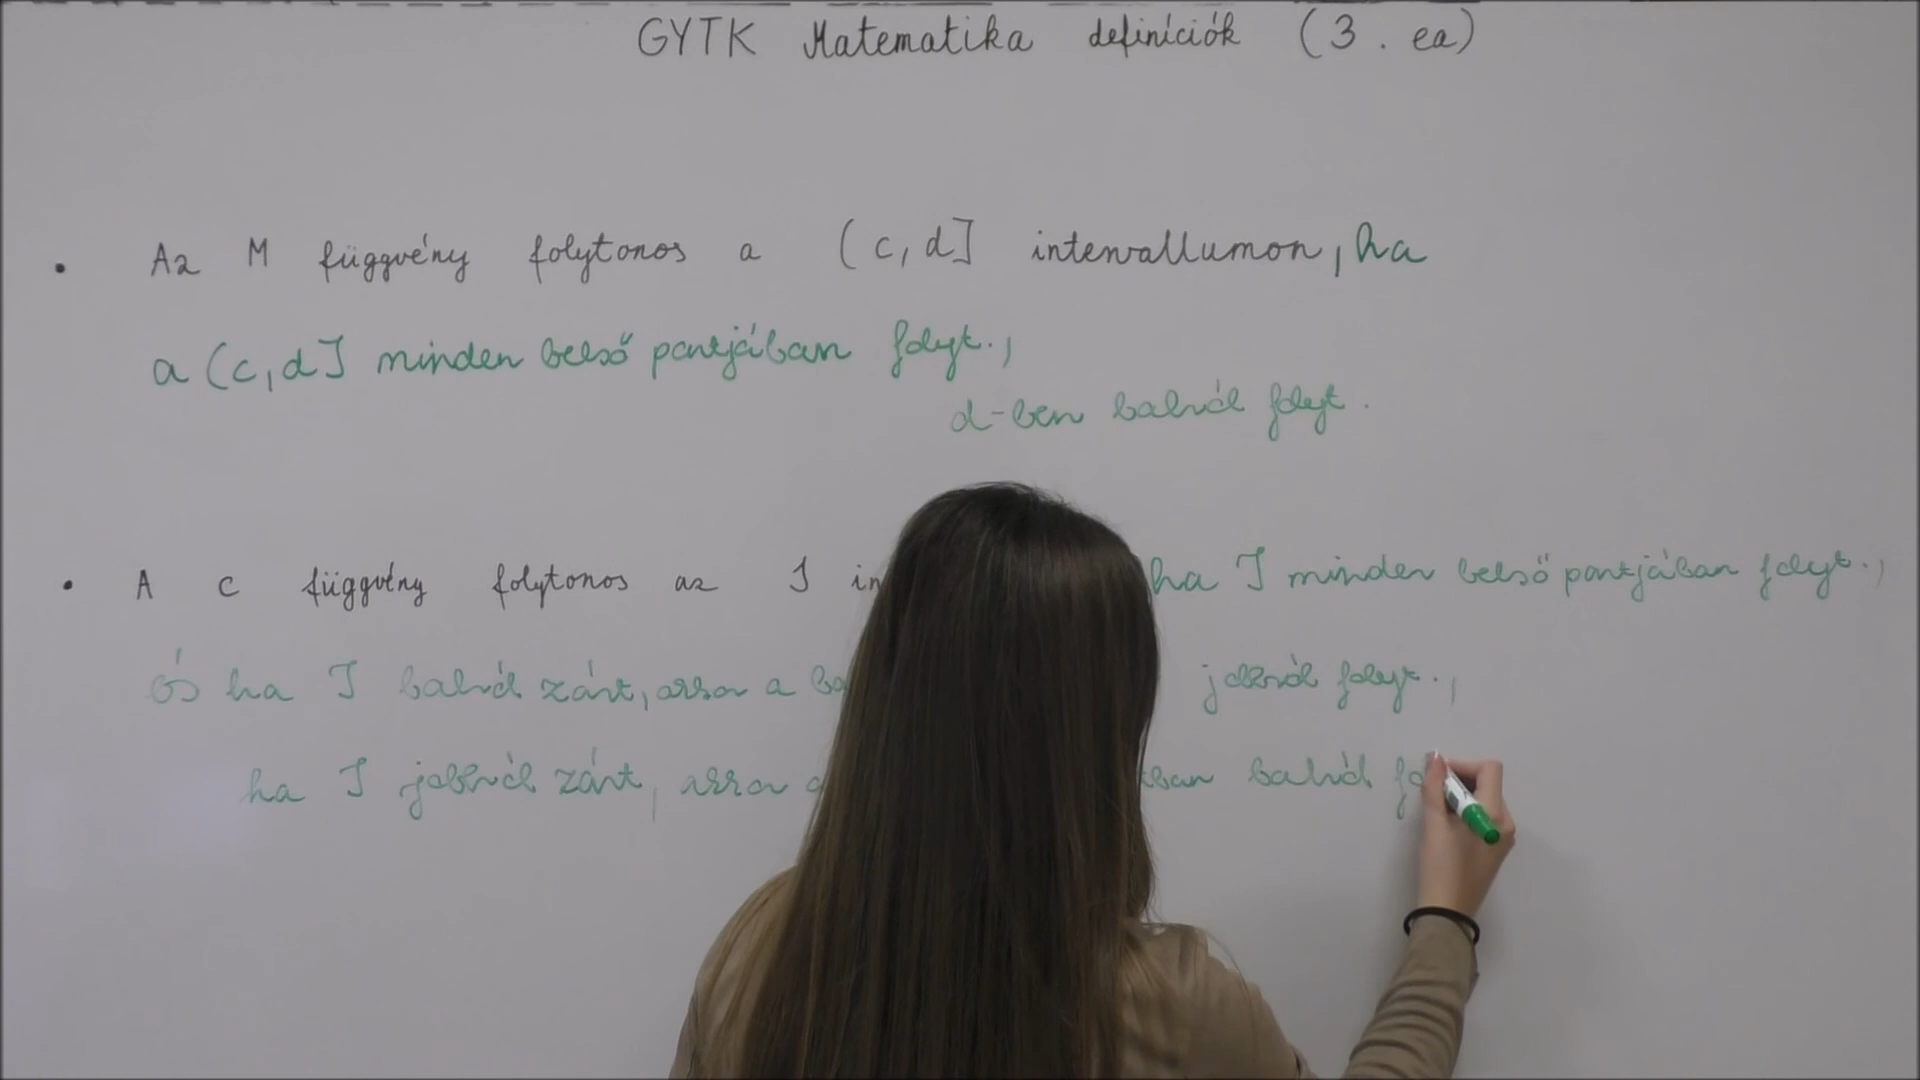 GYTK Matematika definíciók (3. ea)
• Az M függvény folytonos a (c,d] intervallumon, ha
a (c,d] minden belső pontjában folyt.,
d-ben balról folyt.
• A c függvény folytonos az I in ha I minden belső pontjában folyt.,
és ha I balról zárt, akkor a ba jobbról folyt.,
ha I jobbról zárt, akkor balról fo